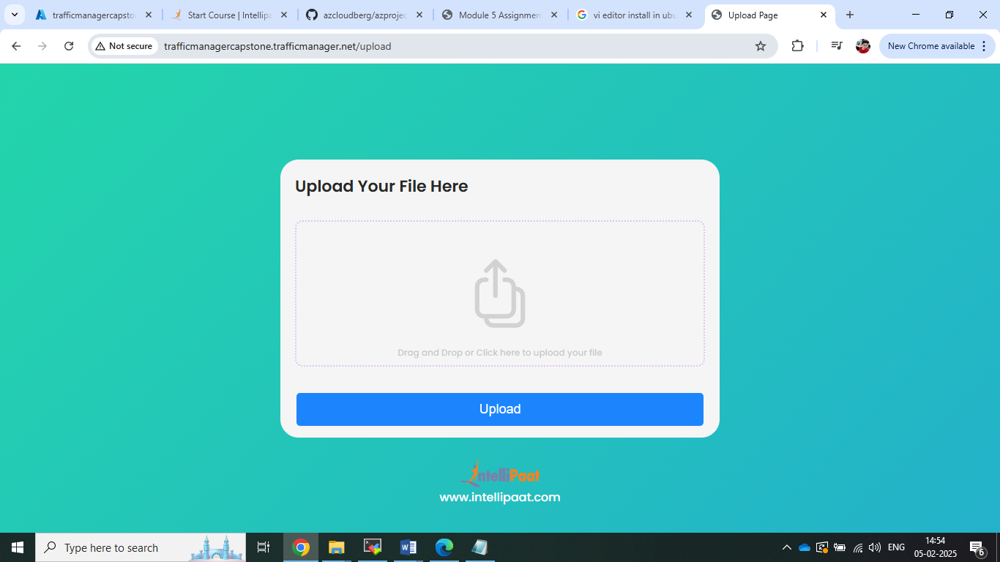 trafficmanagercapsto
Start Course | Intellipa
azcloudberg/azprojec
Module 5 Assignmen
vi editor install in ubu
Upload Page
Not secure
trafficmanagercapstone.trafficmanager.net/upload
New Chrome available
Upload Your File Here
Drag and Drop or Click here to upload your file
Upload
IntelliPaat
www.intellipaat.com
Type here to search
ENG
14:54
05-02-2025
6